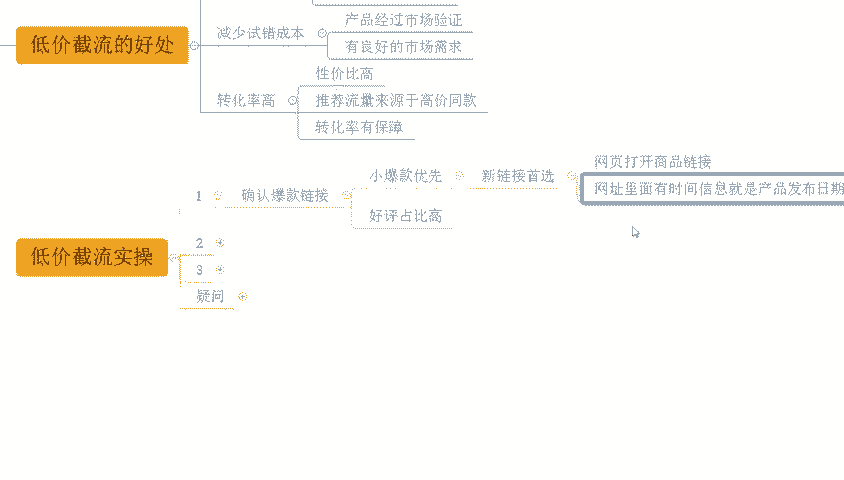 产品经过市场验证
减少试错成本
低价截流的好处
有良好的市场需求
性价比高
转化率高
推荐流量来源于高价同款
转化率有保障
网页打开商品链接
小爆款优先
新链接首选
网址里面有时间信息就是产品发布日期
1
确认爆款链接
好评占比高
2
低价截流实操
3
疑问